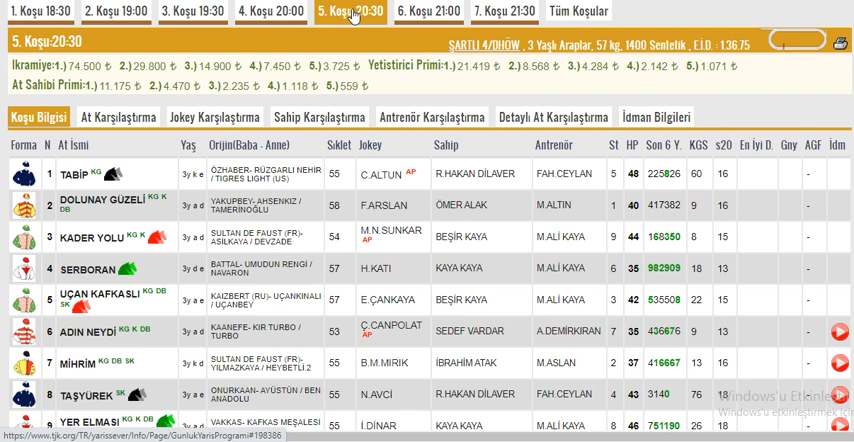 1. Koşu 18:30 2. Koşu 19:00 3. Koşu 19:30 4. Koşu 20:00 5. Koşu 20:30 6. Koşu 21:00 7. Koşu 21:30 Tüm Koşular
5. Koşu:20:30 ŞARTLI 4/DHÖW , 3 Yaşlı Araplar, 57 kg, 1400 Sentetik , E.İ.D. : 1.36.75
İkramiye:1.) 74.500 ₺ 2.) 29.800 ₺ 3.) 14.900 ₺ 4.) 7.450 ₺ 5.) 3.725 ₺ Yetistirici Primi:1.) 21.419 ₺ 2.) 8.568 ₺ 3.) 4.284 ₺ 4.) 2.142 ₺ 5.) 1.071 ₺
At Sahibi Primi:1.) 11.175 ₺ 2.) 4.470 ₺ 3.) 2.235 ₺ 4.) 1.118 ₺ 5.) 559 ₺
Koşu Bilgisi At Karşılaştırma Jokey Karşılaştırma Sahip Karşılaştırma Antrenör Karşılaştırma Detaylı At Karşılaştırma İdman Bilgileri
Forma N At İsmi Yaş Orijin(Baba - Anne) Sıklet Jokey Sahip Antrenör St HP Son 6 Y. KGS s20 En İyi D. Gny AGF İdm
1 TABİP KG 3y k e ÖZHABER- RÜZGARLI NEHİR / TIGRES LIGHT (US) 55 C.ALTUN AP R.HAKAN DİLAVER FAH.CEYLAN 5 48 225826 60 16 -
2 DOLUNAY GÜZELİ KG K DB 3y a d YAKUPBEY- AHSENKIZ / TAMERINOĞLU 58 F.ARSLAN ÖMER ALAK M.ALTIN 1 40 417382 9 16 -
3 KADER YOLU KG K 3y a e SULTAN DE FAUST (FR)- ASİLKAYA / DEVZADE 54 M.N.SUNKAR AP BEŞİR KAYA M.ALİ KAYA 9 44 168350 8 15 -
4 SERBORAN 3y d e BATTAL- UMUDUN RENGİ / NAVARON 57 H.KATI KAYA KAYA M.ALİ KAYA 6 35 982909 18 13 -
5 UÇAN KAFKASLI KG DB SK 3y a e KAIZBERT (RU)- UÇANKINALI / UÇANBEY 57 E.ÇANKAYA BEŞİR KAYA M.ALİ KAYA 3 42 535508 22 15 -
6 ADIN NEYDİ KG K DB 3y a d KAANEFE- KIR TURBO / TURBO 53 Ç.CANPOLAT AP SEDEF VARDAR A.DEMİRKIRAN 7 35 436676 9 13 -
7 MİHRİM KG DB SK 3y k d SULTAN DE FAUST (FR)- YILMAZKAYA / HEYBETLİ 2 55 B.M.MIRIK İBRAHİM ATAK M.ASLAN 2 37 416667 13 16 -
8 TAŞYÜREK SK 3y a e ONURKAAN- AYÜSTÜN / BEN ANADOLU 55 N.AVCİ R.HAKAN DİLAVER FAH.CEYLAN 4 43 3140 76 18 -
9 YER ELMASI KG K DB 3y a d VAKKAS- KAFKAS MEŞALESİ 55 İ.DİNAR KAYA KAYA M.ALİ KAYA 8 46 751190 26 18 -
Windows'u Etkinleştir
Windows'u etkinleştirmek için
https://www.tjk.org/TR/yarissever/Info/Page/GunlukYarisProgrami#198386